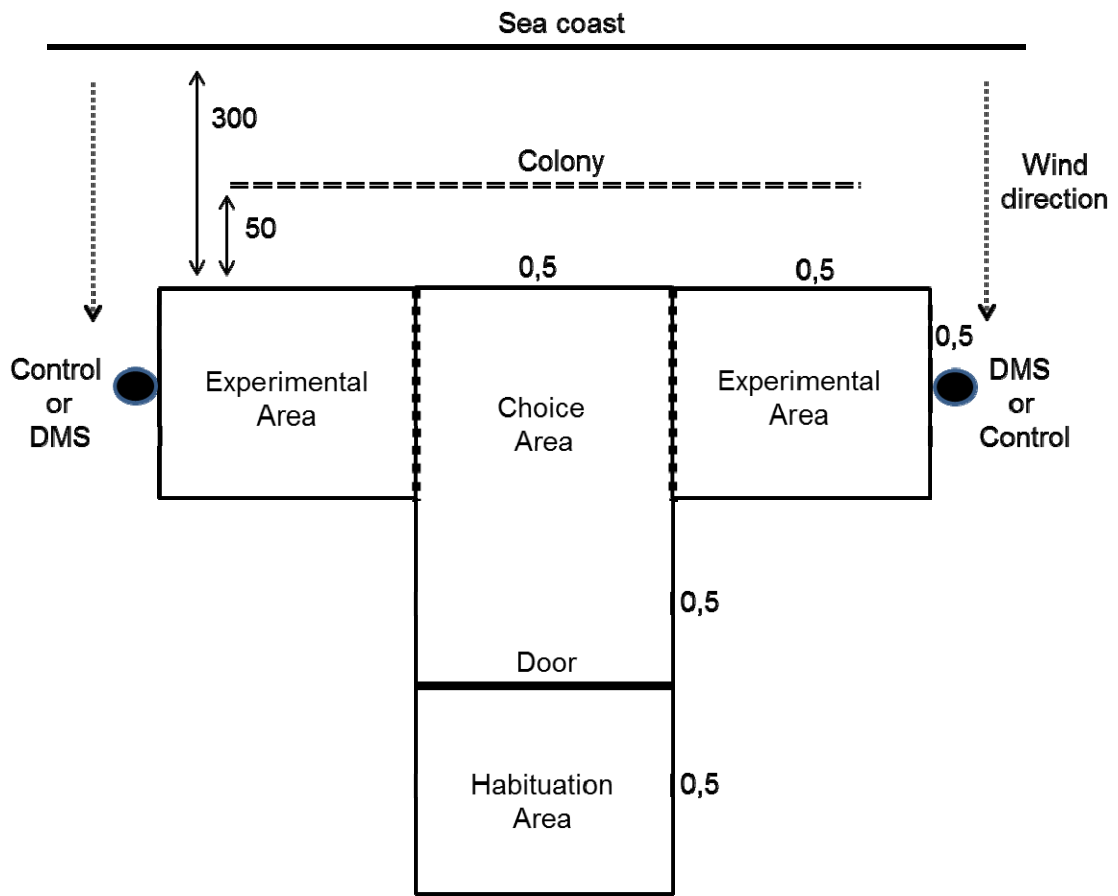 Sea coast
300
Colony
Wind
direction
50
0,5
0,5
0,5
Control
or
DMS
Experimental
Area
Choice
Area
Experimental
Area
DMS
or
Control
0,5
Door
Habituation
Area
0,5